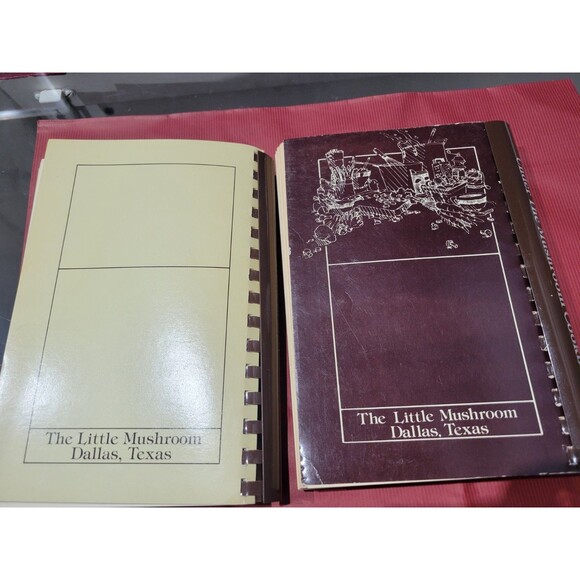 The Little Mushroom
Dallas, Texas
The Little Mushroom
Dallas, Texas